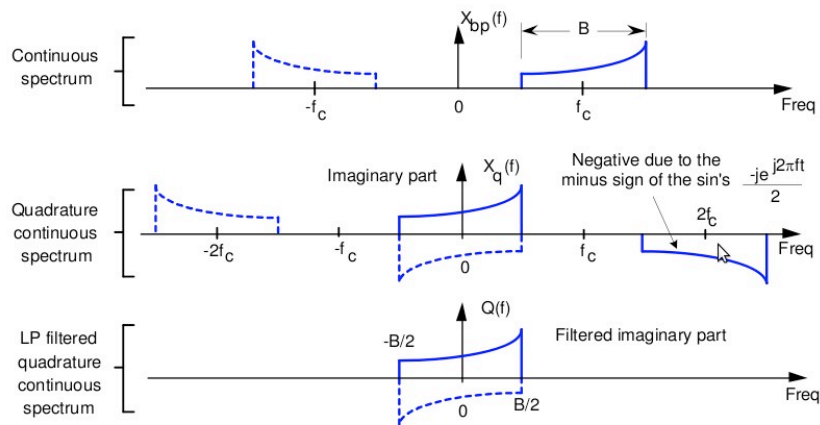 X_bp(f)
B
Continuous
spectrum
-f_c
0
f_c
Freq
Imaginary part
X_q(f)
Negative due to the
minus sign of the sin's
-je^j2πft
2
Quadrature
continuous
spectrum
-2f_c
-f_c
0
f_c
2f_c
Freq
LP filtered
quadrature
continuous
spectrum
-B/2
Q(f)
Filtered imaginary part
0
B/2
Freq